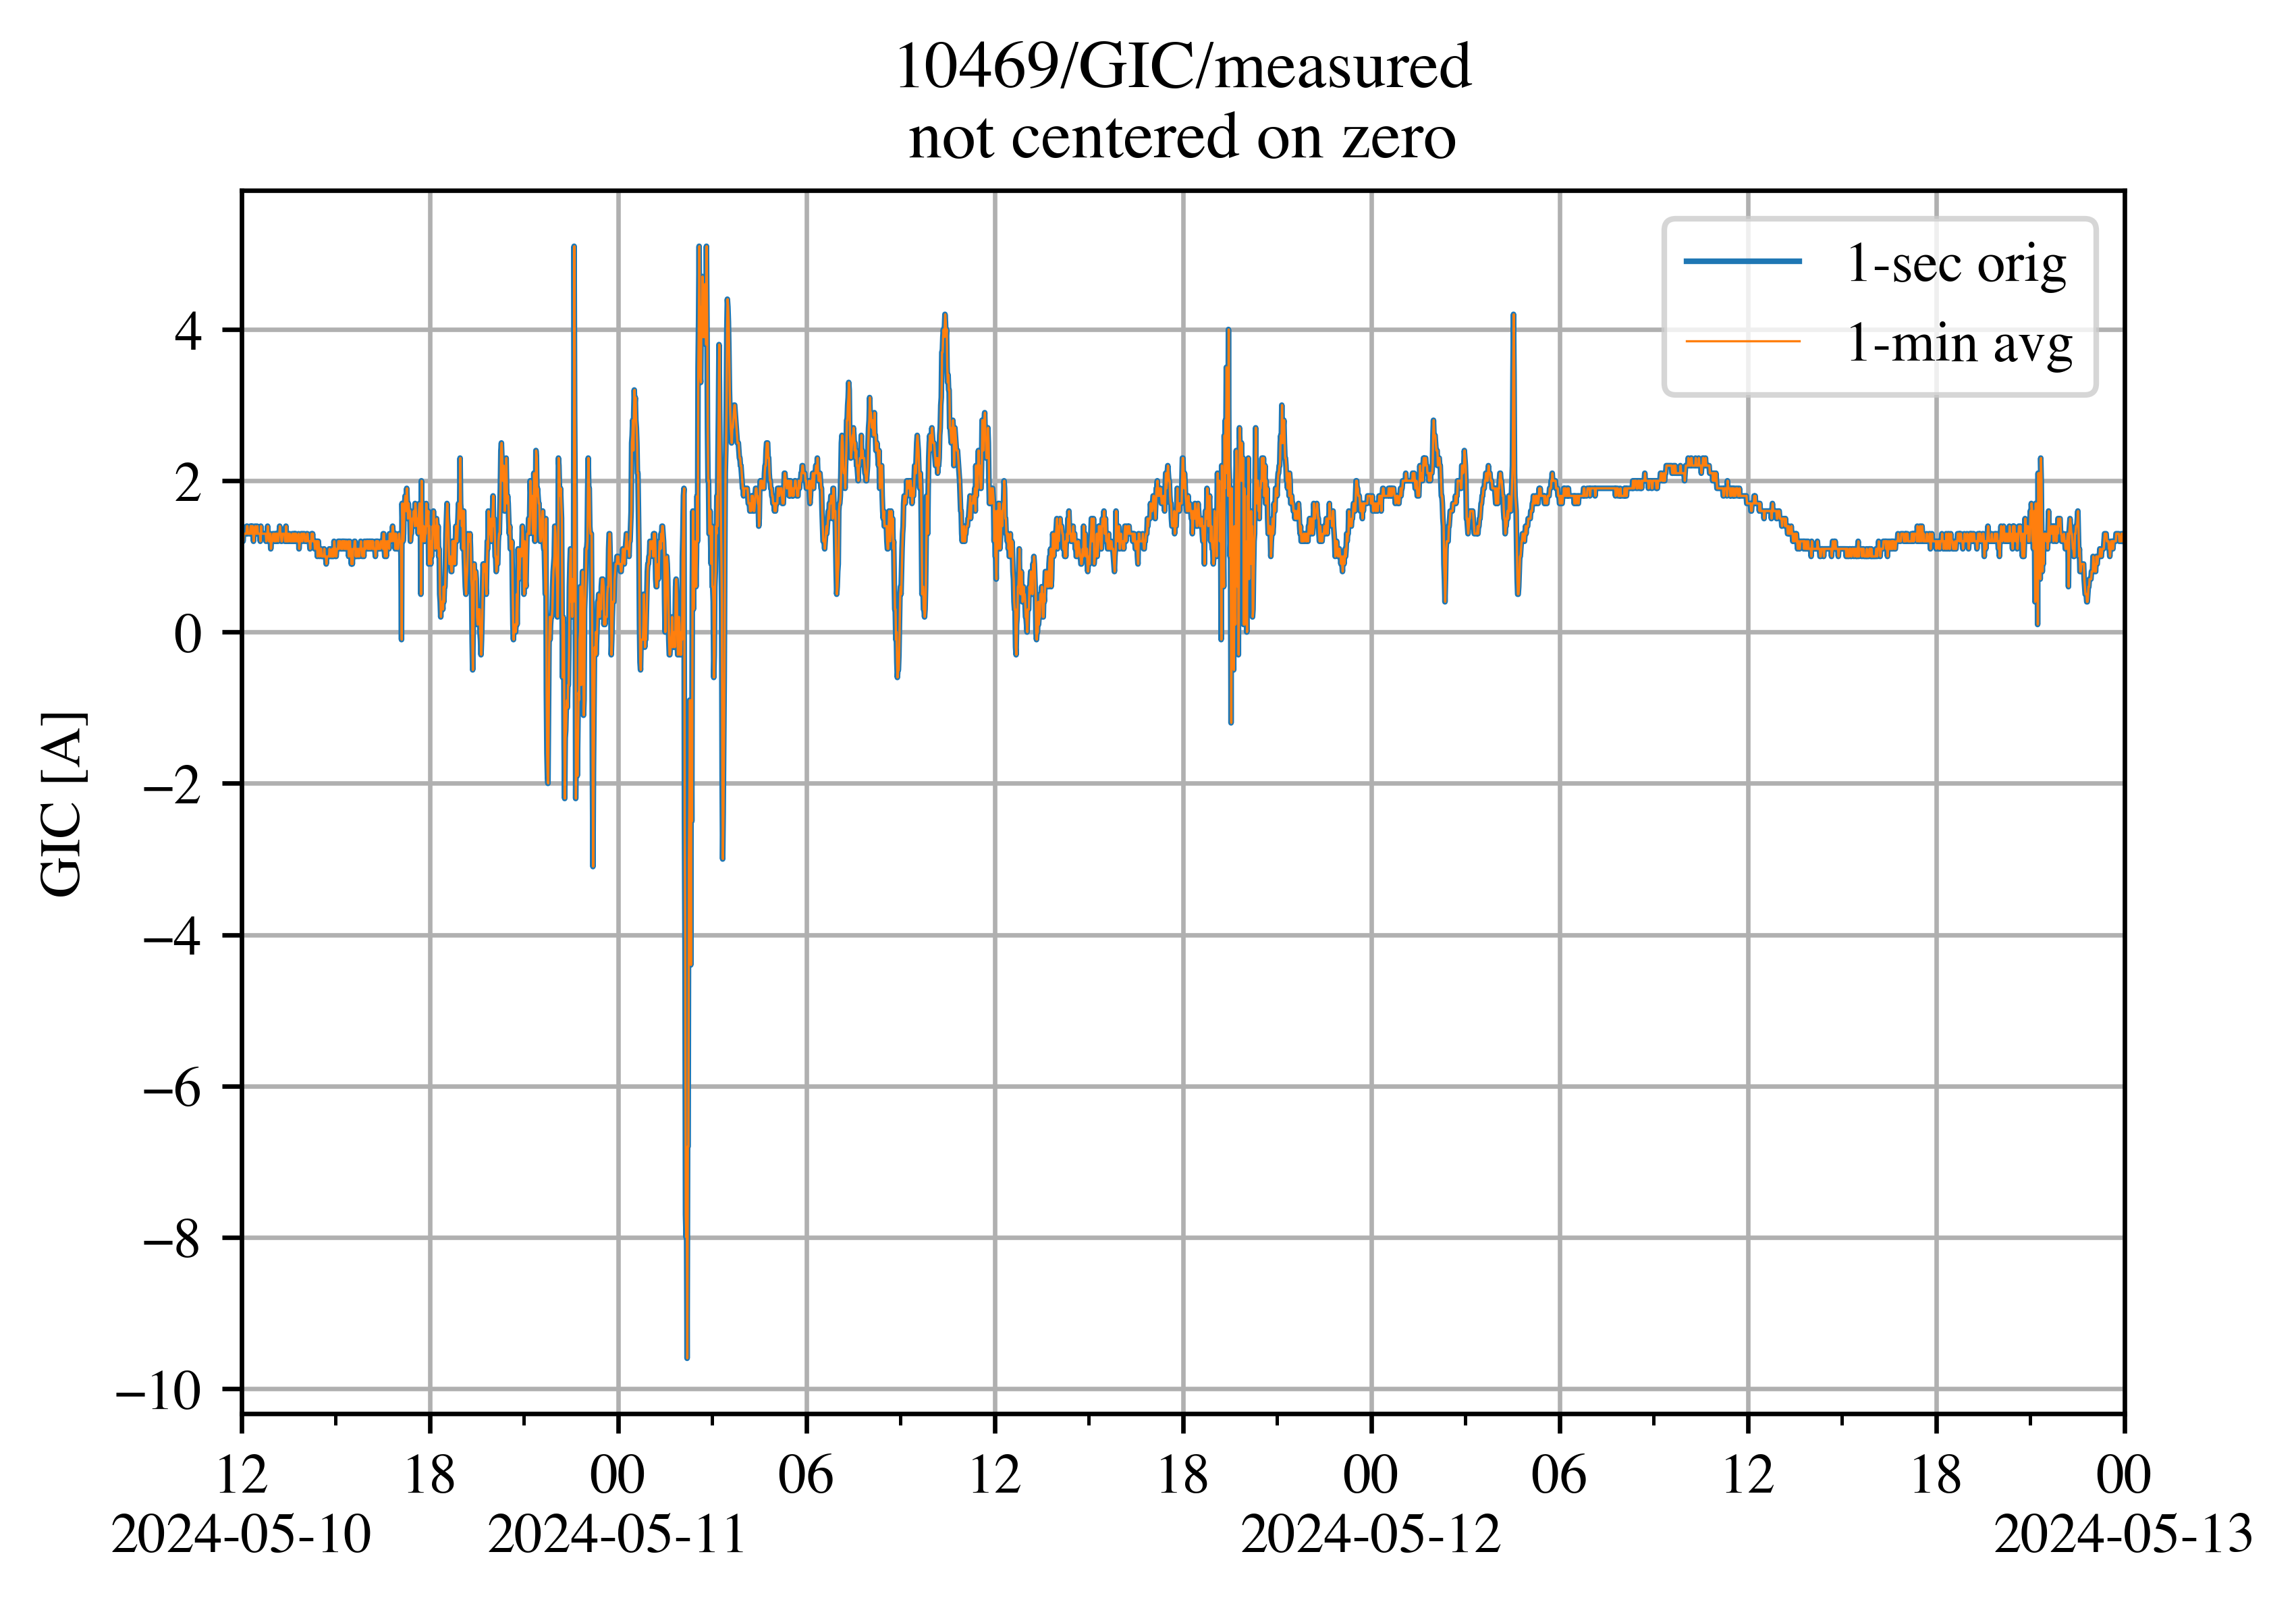 10469/GIC/measured
not centered on zero
1-sec orig
1-min avg
GIC [A]
4
2
0
−2
−4
−6
−8
−10
12 18 00 06 12 18 00 06 12 18 00
2024-05-10 2024-05-11 2024-05-12 2024-05-13